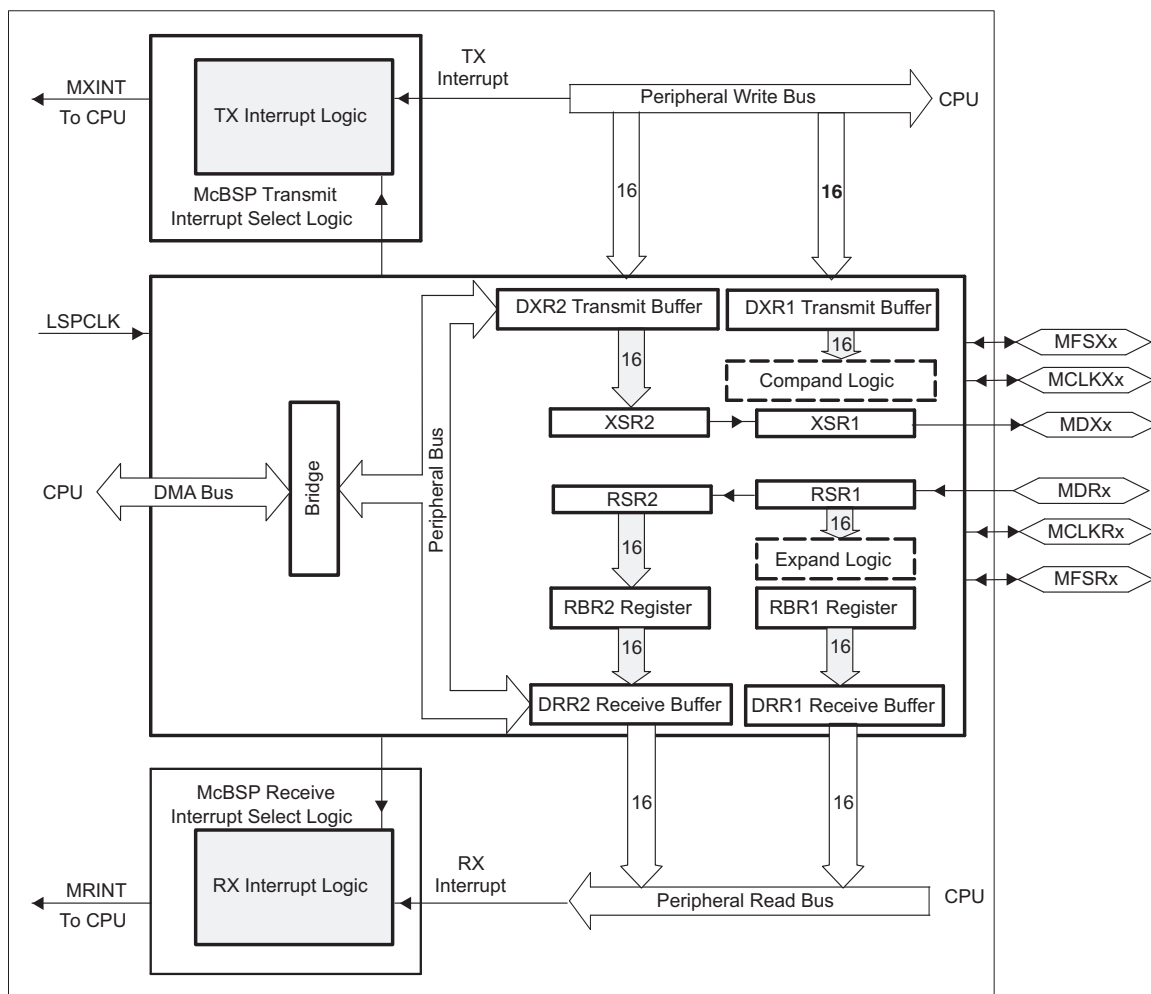 TX
Interrupt
MXINT
To CPU
TX Interrupt Logic
Peripheral Write Bus
CPU
McBSP Transmit
Interrupt Select Logic
16
16
LSPCLK
DXR2 Transmit Buffer
DXR1 Transmit Buffer
16
16
Compand Logic
XSR2
XSR1
MFSXx
MCLKXx
MDXx
CPU
DMA Bus
Bridge
Peripheral Bus
RSR2
RSR1
16
16
Expand Logic
MDRx
MCLKRx
MFSRx
RBR2 Register
RBR1 Register
16
16
DRR2 Receive Buffer
DRR1 Receive Buffer
McBSP Receive
Interrupt Select Logic
16
16
RX Interrupt Logic
RX
Interrupt
MRINT
To CPU
Peripheral Read Bus
CPU